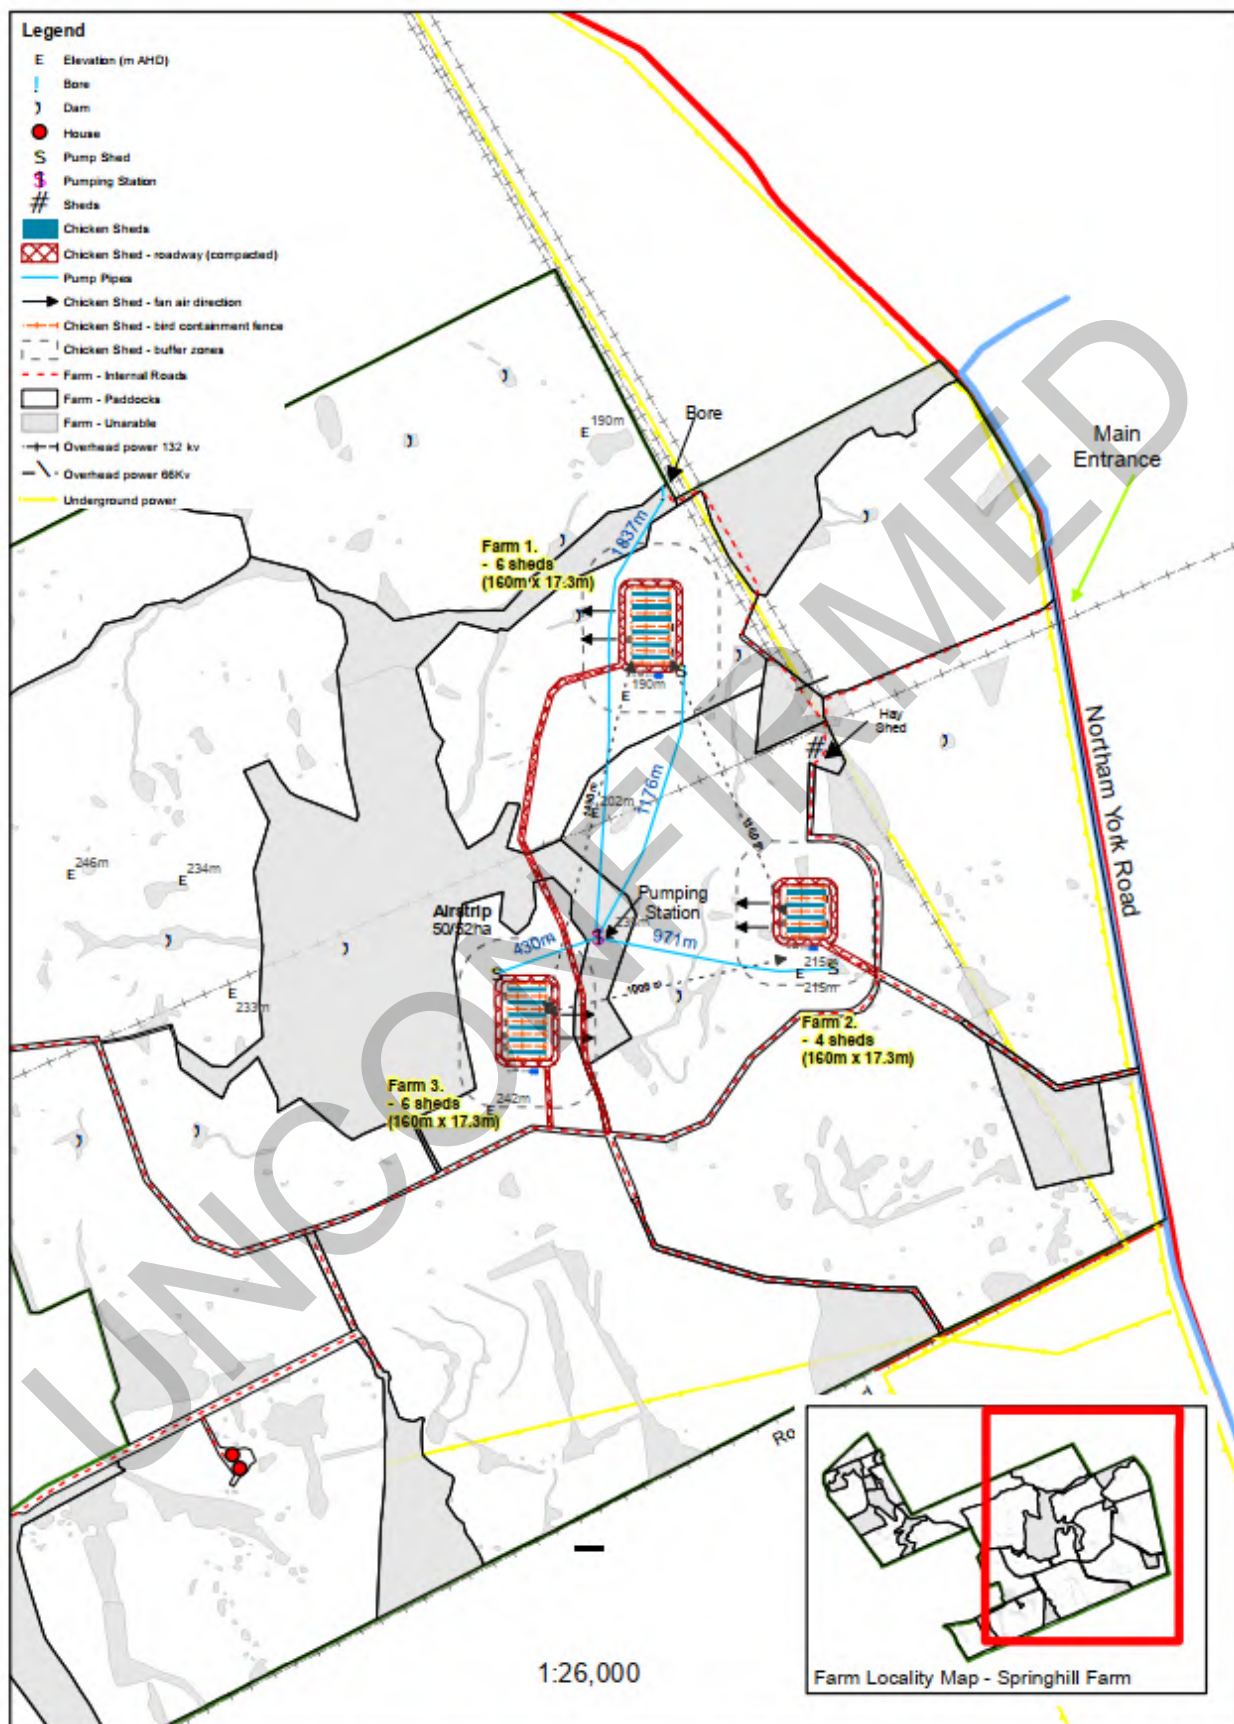 Legend
E Elevation (m AHD)
Bore
Dam
House
S Pump Shed
$ Pumping Station
# Sheds
Chicken Sheds
Chicken Shed - roadway (compacted)
Pump Pipes
Chicken Shed - fan air direction
Chicken Shed - bird containment fence
Chicken Shed - buffer zones
Farm - Internal Roads
Farm - Paddocks
Farm - Unarable
Overhead power 132 kv
Overhead power 66Kv
Underground power
190m
E
Bore
Main
Entrance
1837m
Farm 1.
- 6 sheds
(160m x 17.3m)
S
190m
E
Hay
Shed
#
Northam York Road
1176m
202m
E
1160 m
246m
E
234m
E
Airstrip
50/52ha
Pumping
Station
$
430m
971m
S
S
215m
E
215m
1009 m
E
233m
Farm 2.
- 4 sheds
(160m x 17.3m)
Farm 3.
- 6 sheds
(160m x 17.3m)
242m
E
UNCONFIRMED
Ro
1:26,000
Farm Locality Map - Springhill Farm